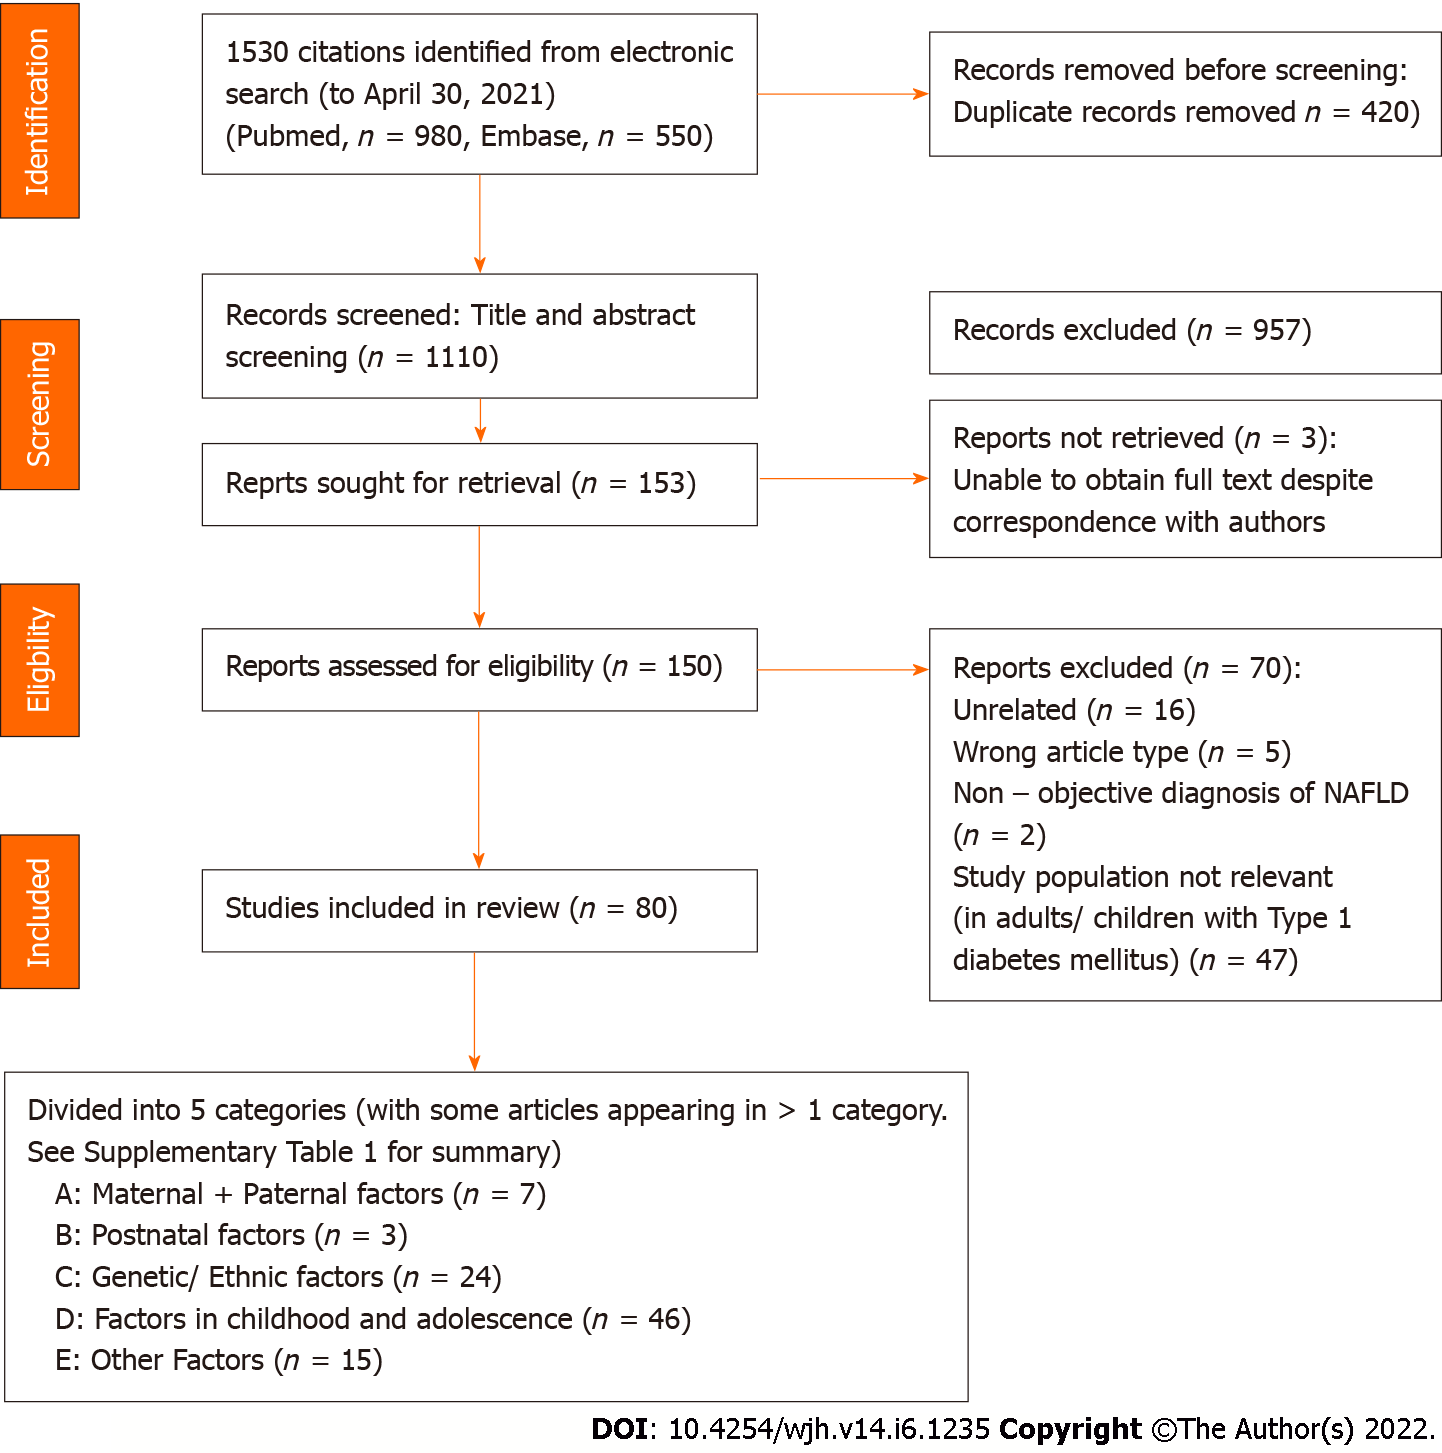 Identification
1530 citations identified from electronic
search (to April 30, 2021)
(Pubmed, n = 980, Embase, n = 550)
Records removed before screening:
Duplicate records removed n = 420)
Screening
Records screened: Title and abstract
screening (n = 1110)
Records excluded (n = 957)
Reprts sought for retrieval (n = 153)
Reports not retrieved (n = 3):
Unable to obtain full text despite
correspondence with authors
Eligbility
Reports assessed for eligibility (n = 150)
Reports excluded (n = 70):
Unrelated (n = 16)
Wrong article type (n = 5)
Non – objective diagnosis of NAFLD
(n = 2)
Study population not relevant
(in adults/ children with Type 1
diabetes mellitus) (n = 47)
Included
Studies included in review (n = 80)
Divided into 5 categories (with some articles appearing in > 1 category.
See Supplementary Table 1 for summary)
A: Maternal + Paternal factors (n = 7)
B: Postnatal factors (n = 3)
C: Genetic/ Ethnic factors (n = 24)
D: Factors in childhood and adolescence (n = 46)
E: Other Factors (n = 15)
DOI: 10.4254/wjh.v14.i6.1235 Copyright ©The Author(s) 2022.